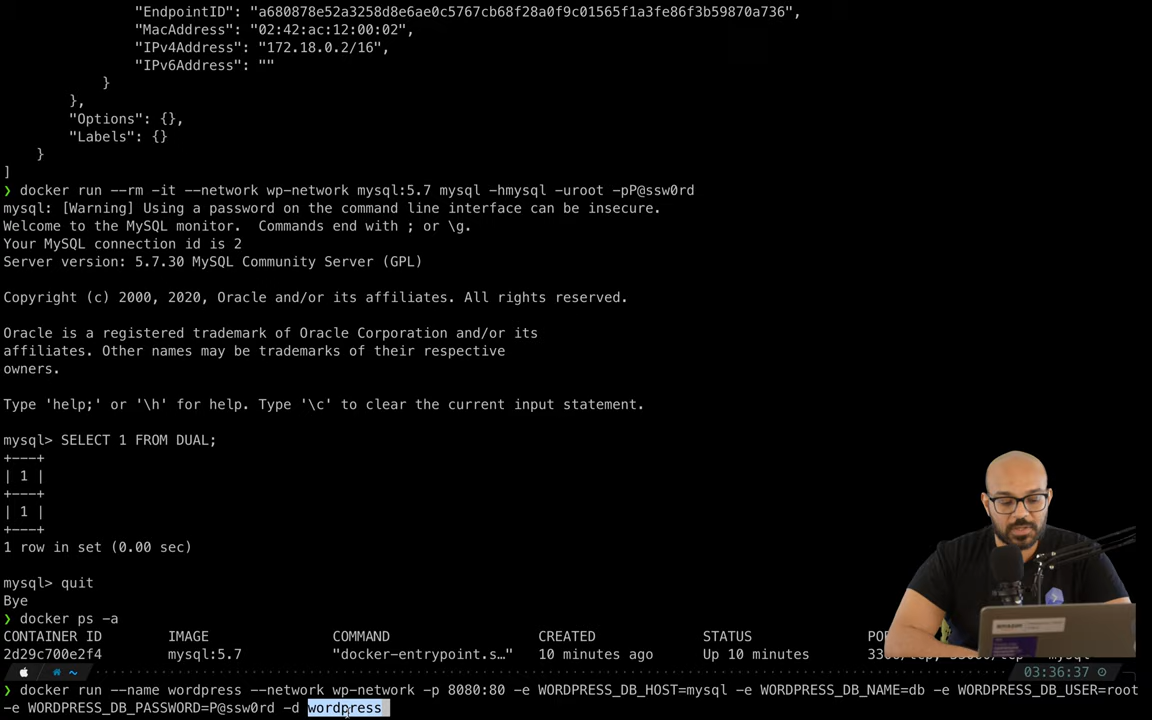 "EndpointID": "a680878e52a3258d8e6ae0c5767cb68f28a0f9c01565f1a3fe86f3b59870a736",
"MacAddress": "02:42:ac:12:00:02",
"IPv4Address": "172.18.0.2/16",
"IPv6Address": ""
}
},
"Options": {},
"Labels": {}
}
]
❯ docker run --rm -it --network wp-network mysql:5.7 mysql -hmysql -uroot -pP@ssw0rd
mysql: [Warning] Using a password on the command line interface can be insecure.
Welcome to the MySQL monitor.  Commands end with ; or \g.
Your MySQL connection id is 2
Server version: 5.7.30 MySQL Community Server (GPL)
Copyright (c) 2000, 2020, Oracle and/or its affiliates. All rights reserved.
Oracle is a registered trademark of Oracle Corporation and/or its
affiliates. Other names may be trademarks of their respective
owners.
Type 'help;' or '\h' for help. Type '\c' to clear the current input statement.
mysql> SELECT 1 FROM DUAL;
+---+
| 1 |
+---+
| 1 |
+---+
1 row in set (0.00 sec)
mysql> quit
Bye
❯ docker ps -a
CONTAINER ID IMAGE COMMAND CREATED STATUS
2d29c700e2f4 mysql:5.7 "docker-entrypoint.s…" 10 minutes ago Up 10 minutes
~ 03:36:37
❯ docker run --name wordpress --network wp-network -p 8080:80 -e WORDPRESS_DB_HOST=mysql -e WORDPRESS_DB_NAME=db -e WORDPRESS_DB_USER=root
-e WORDPRESS_DB_PASSWORD=P@ssw0rd -d wordpress